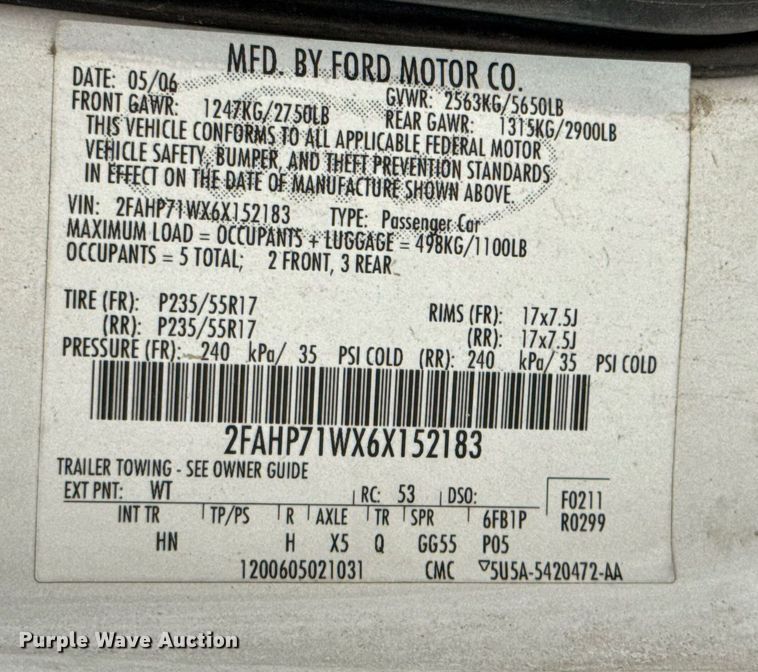 MFD. BY FORD MOTOR CO.
DATE: 05/06 GVWR: 2563KG/5650LB
FRONT GAWR: 1247KG/2750LB REAR GAWR: 1315KG/2900LB
THIS VEHICLE CONFORMS TO ALL APPLICABLE FEDERAL MOTOR
VEHICLE SAFETY, BUMPER, AND THEFT PREVENTION STANDARDS
IN EFFECT ON THE DATE OF MANUFACTURE SHOWN ABOVE.
VIN: 2FAHP71WX6X152183 TYPE: Passenger Car
MAXIMUM LOAD = OCCUPANTS + LUGGAGE = 498KG/1100LB
OCCUPANTS = 5 TOTAL; 2 FRONT, 3 REAR
TIRE (FR): P235/55R17 RIMS (FR): 17x7.5J
(RR): P235/55R17 (RR): 17x7.5J
PRESSURE (FR): 240 kPa/ 35 PSI COLD (RR): 240 kPa/ 35 PSI COLD
2FAHP71WX6X152183
TRAILER TOWING - SEE OWNER GUIDE
EXT PNT: WT RC: 53 DSO: F0211
INT TR TP/PS R AXLE TR SPR 6FB1P R0299
HN H X5 Q GG55 P05
1200605021031 CMC ▽5U5A-5420472-AA
Purple Wave Auction